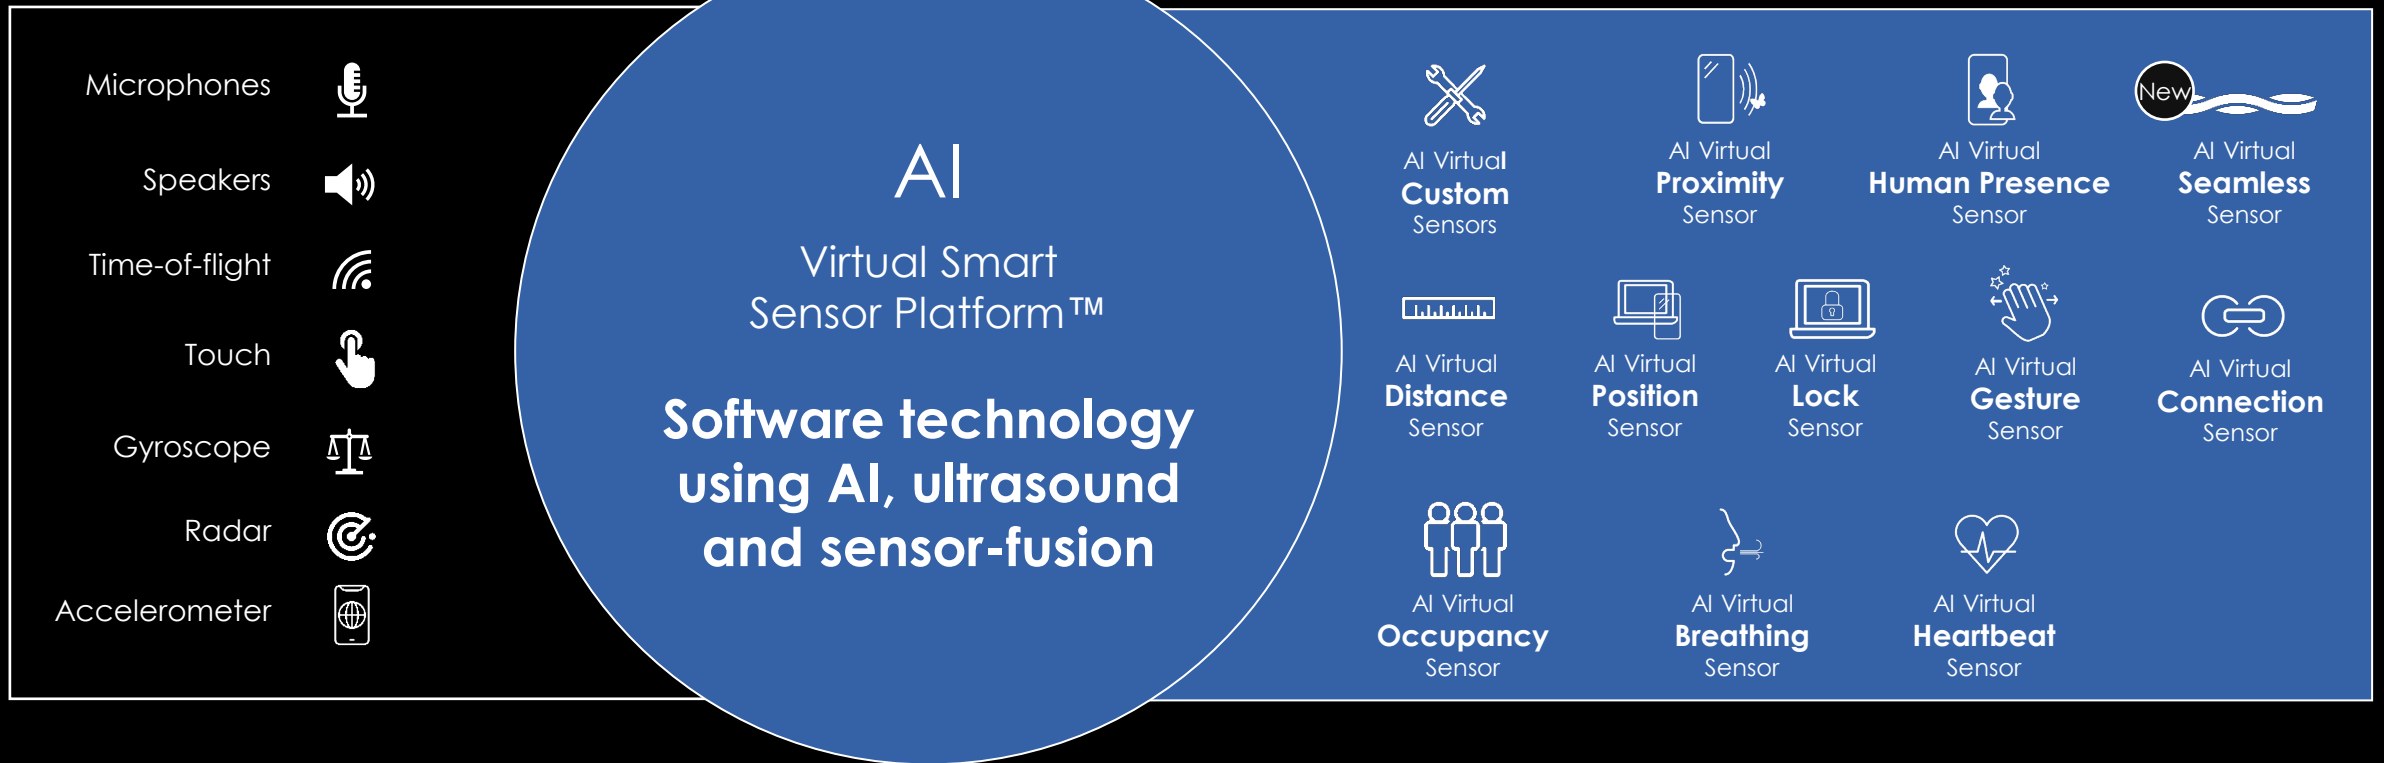 Microphones
Speakers
Time-of-flight
Touch
Gyroscope
Radar
Accelerometer
AI
Virtual Smart
Sensor Platform™
Software technology
using AI, ultrasound
and sensor-fusion
AI Virtual
Custom
Sensors
AI Virtual
Proximity
Sensor
AI Virtual
Human Presence
Sensor
New
AI Virtual
Seamless
Sensor
AI Virtual
Distance
Sensor
AI Virtual
Position
Sensor
AI Virtual
Lock
Sensor
AI Virtual
Gesture
Sensor
AI Virtual
Connection
Sensor
AI Virtual
Occupancy
Sensor
AI Virtual
Breathing
Sensor
AI Virtual
Heartbeat
Sensor